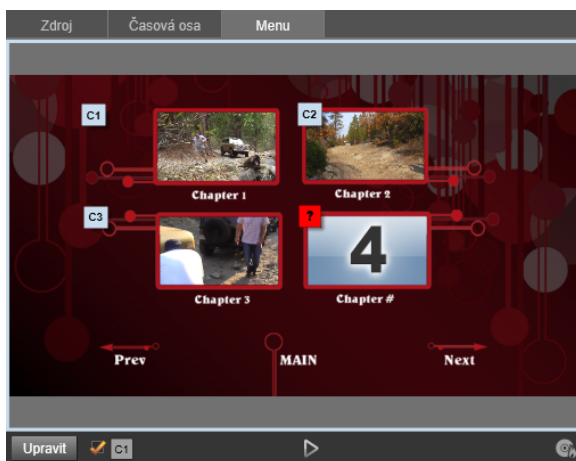 Zdroj Časová osa Menu
C1 C2
Chapter 1 Chapter 2
C3 ? 4
Chapter 3 Chapter #
Prev MAIN Next
Upravit C1